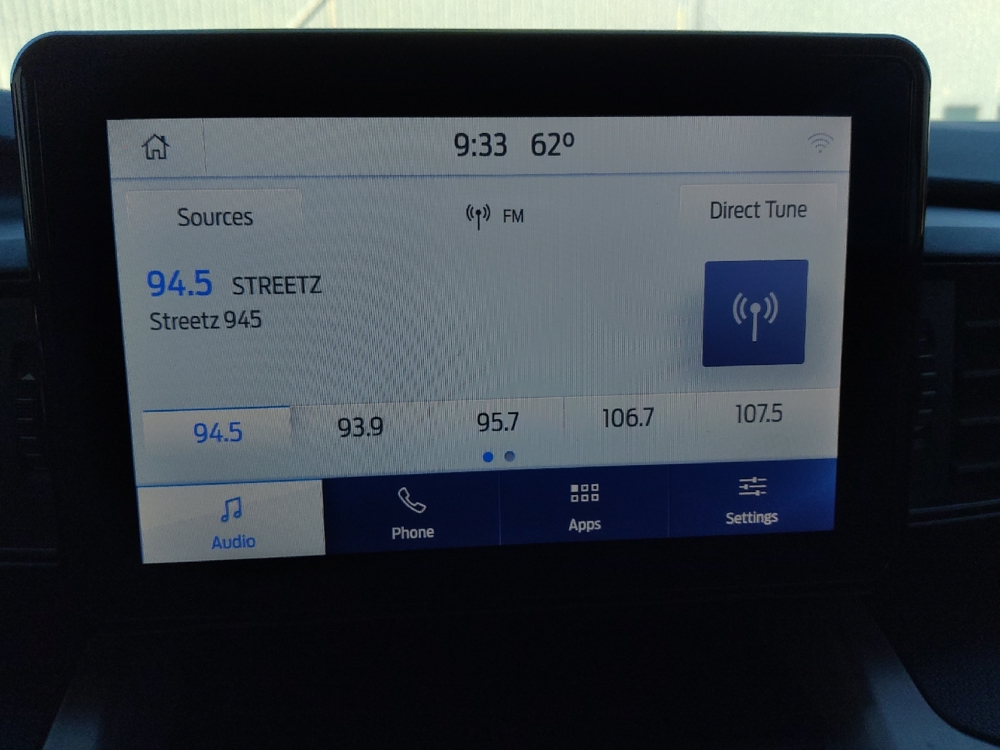 9:33 62°
Sources
FM
Direct Tune
94.5 STREETZ
Streetz 945
94.5 93.9 95.7 106.7 107.5
Audio Phone Apps Settings